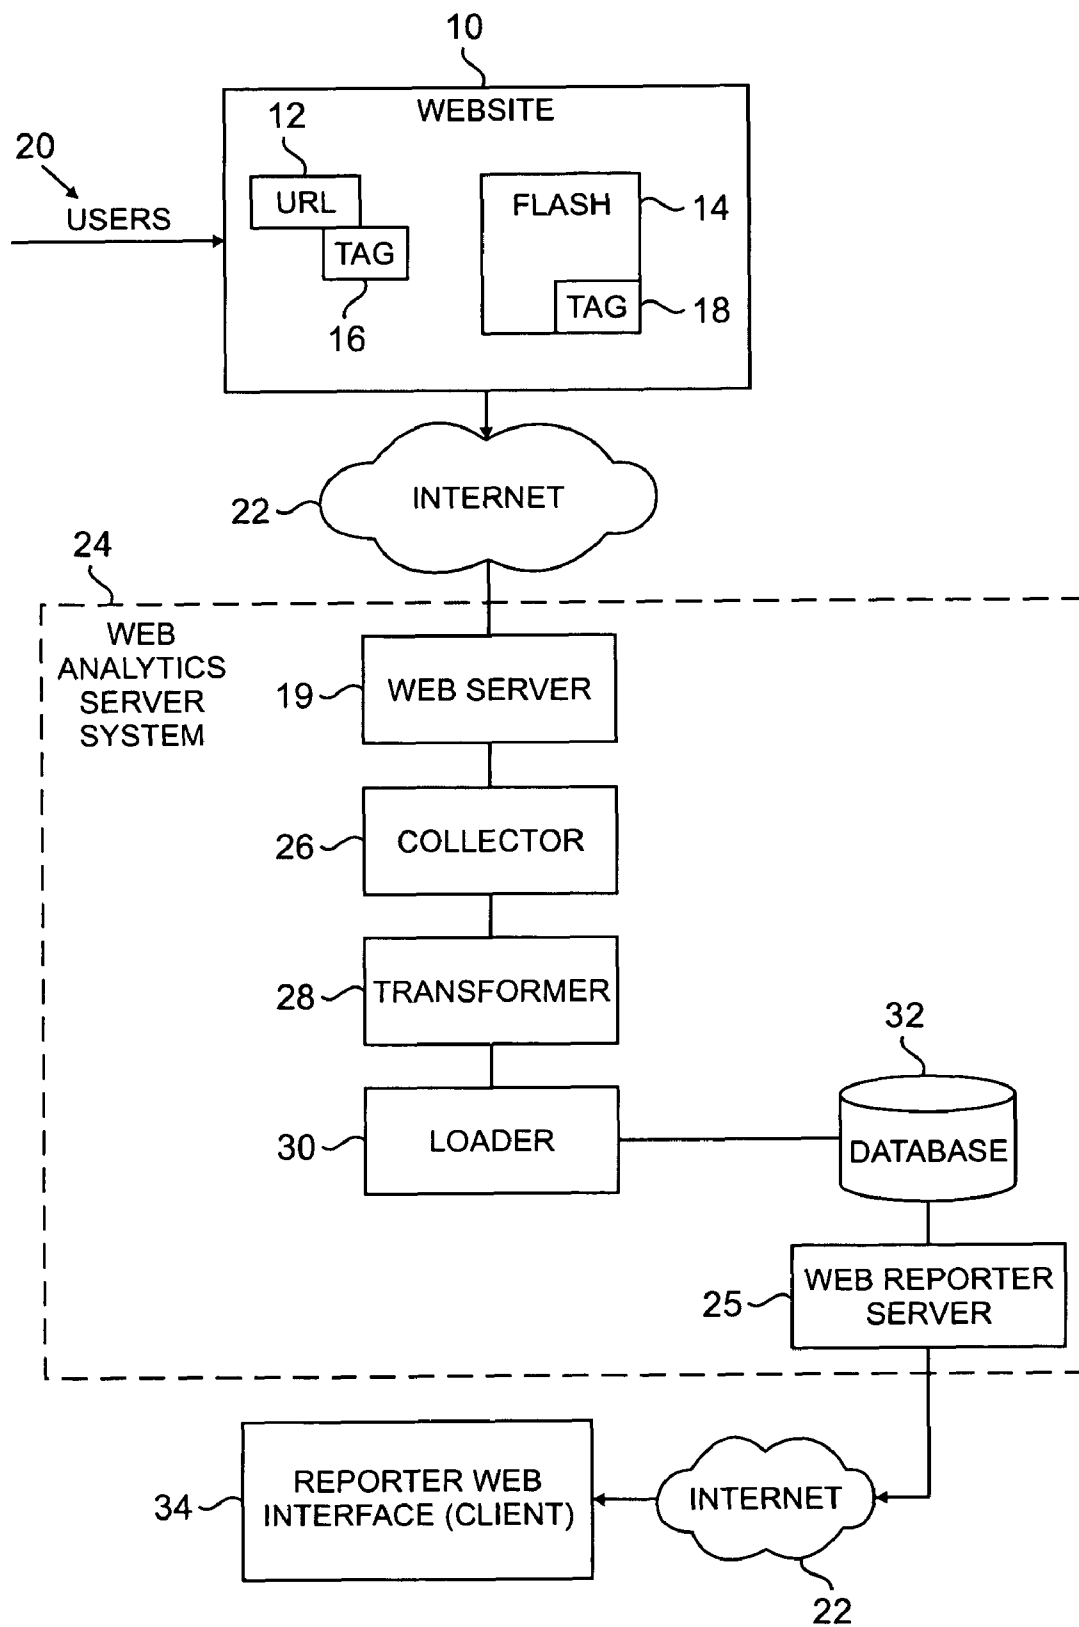 10
WEBSITE
12
20
URL
FLASH
14
USERS
TAG
TAG
18
16
INTERNET
22
24
WEB
ANALYTICS
SERVER
SYSTEM
WEB SERVER
19
COLLECTOR
26
TRANSFORMER
28
32
LOADER
30
DATABASE
WEB REPORTER
SERVER
25
REPORTER WEB
INTERFACE (CLIENT)
34
INTERNET
22